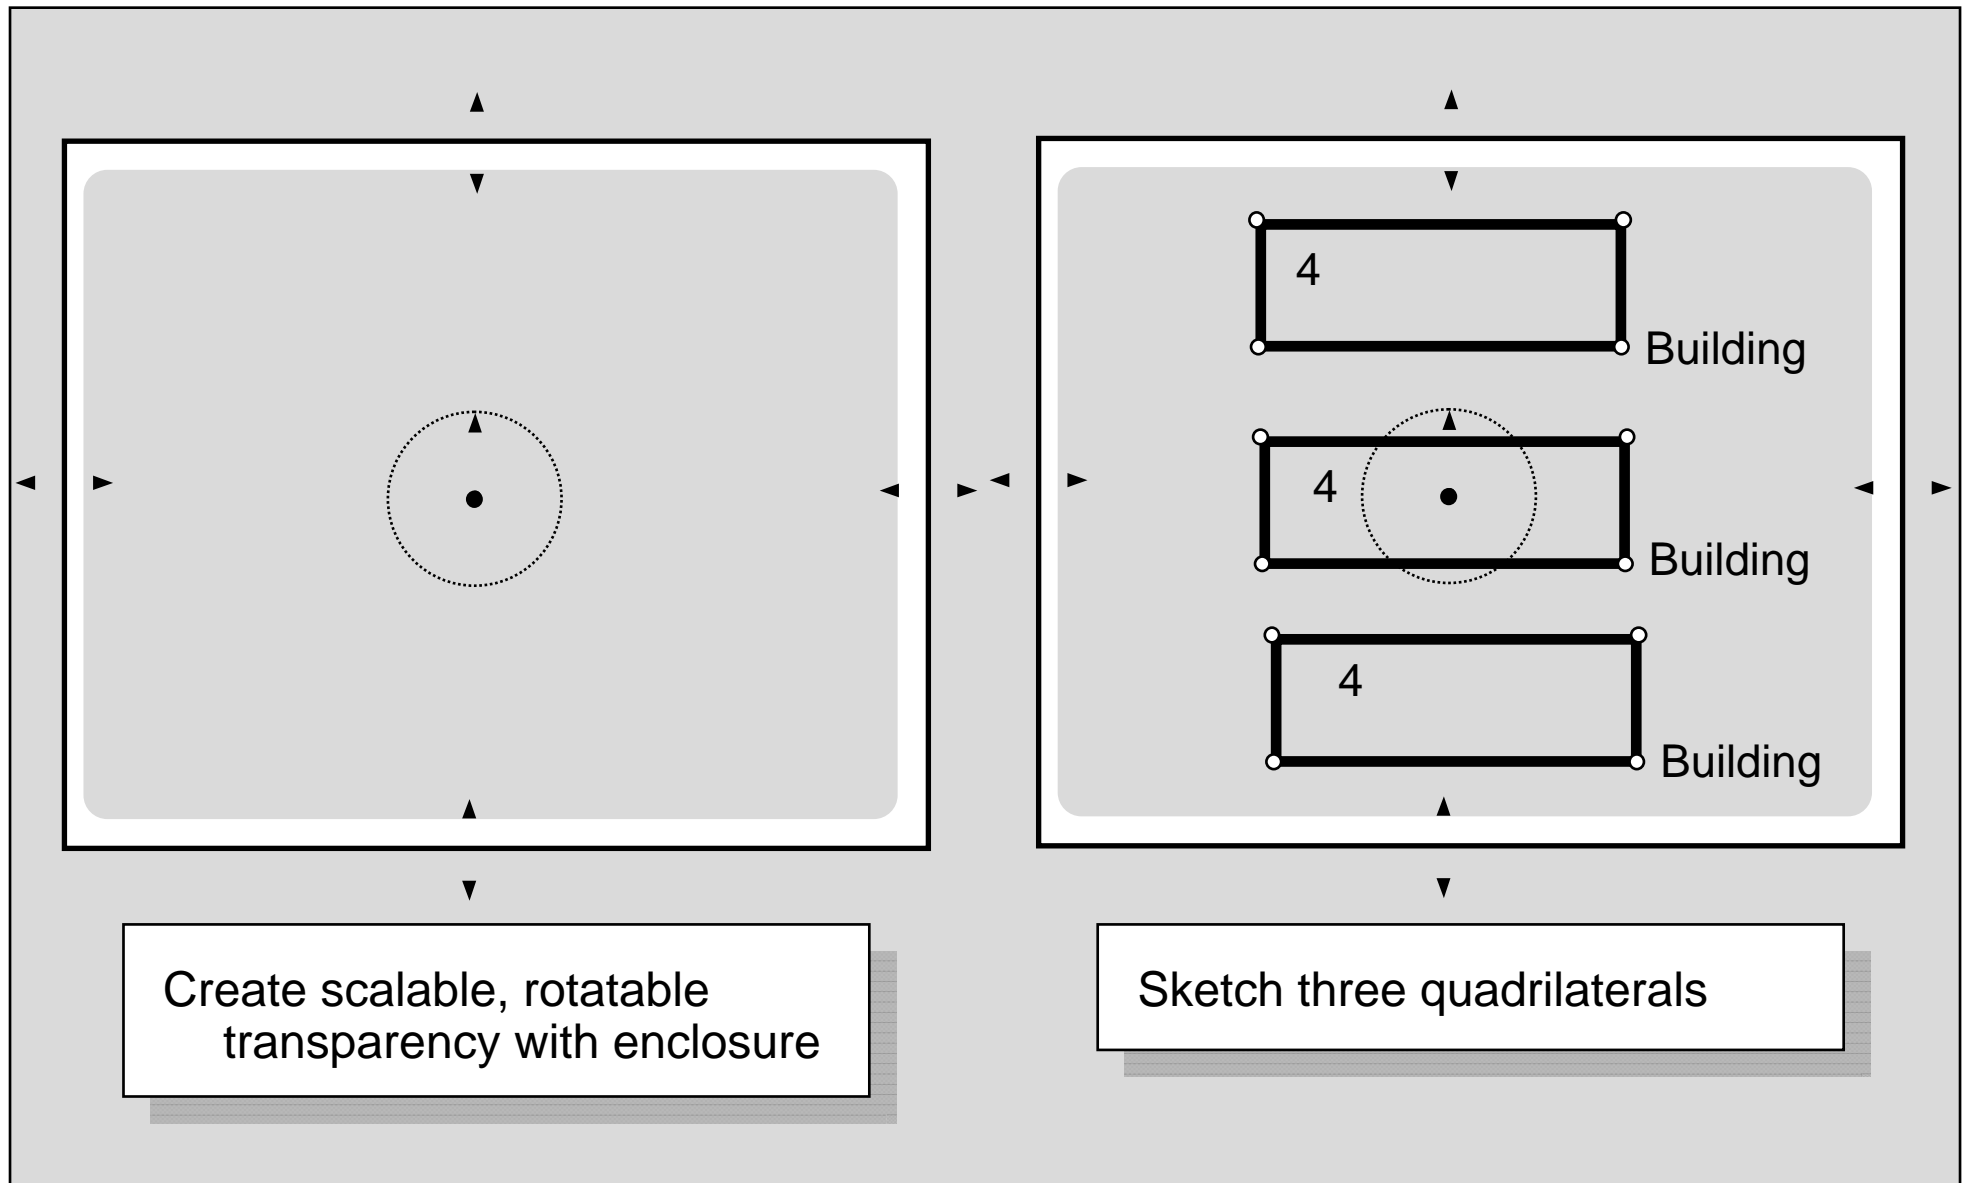 4
Building
4
Building
4
Building
Create scalable, rotatable
transparency with enclosure
Sketch three quadrilaterals